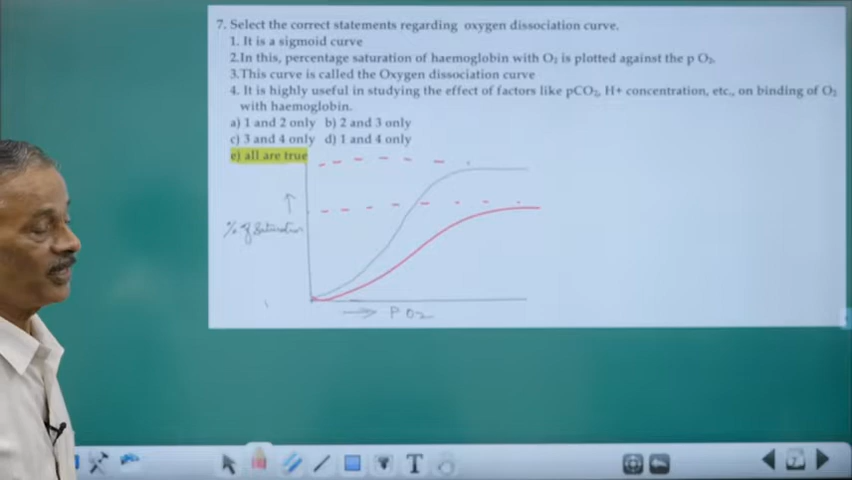 7. Select the correct statements regarding oxygen dissociation curve.
1. It is a sigmoid curve
2.In this, percentage saturation of haemoglobin with O₂ is plotted against the p O₂.
3.This curve is called the Oxygen dissociation curve
4. It is highly useful in studying the effect of factors like pCO₂, H+ concentration, etc., on binding of O₂
with haemoglobin.
a) 1 and 2 only b) 2 and 3 only
c) 3 and 4 only d) 1 and 4 only
e) all are true
% of Saturation
P O₂
T
7